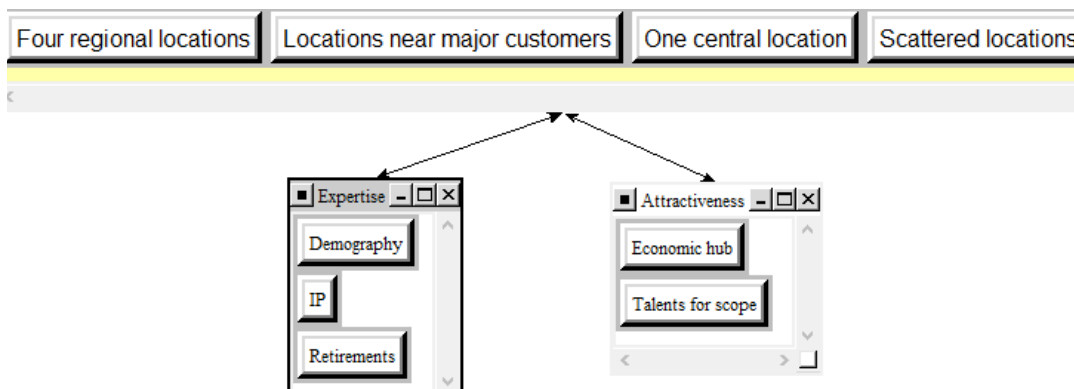 Four regional locations Locations near major customers One central location Scattered locations
Expertise Attractiveness
Demography
Economic hub
IP
Talents for scope
Retirements